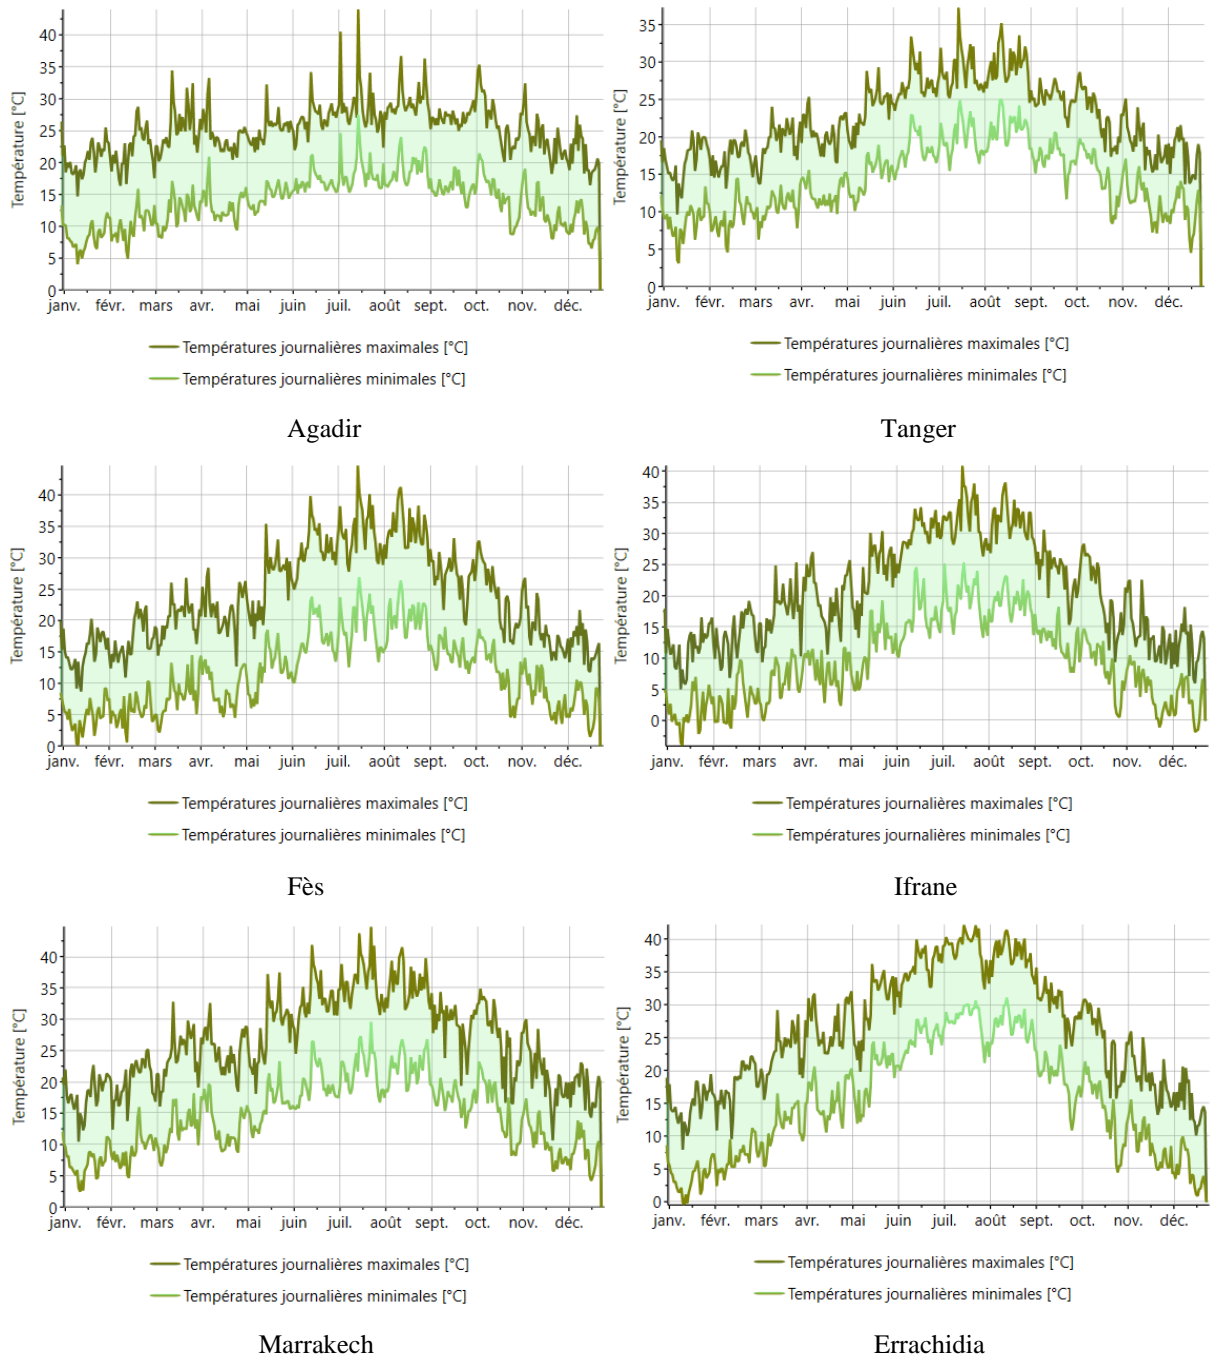 Température [°C]
40
35
30
25
20
15
10
5
0
janv. févr. mars avr. mai juin juil. août sept. oct. nov. déc.
Températures journalières maximales [°C]
Températures journalières minimales [°C]
Agadir
Température [°C]
35
30
25
20
15
10
5
0
janv. févr. mars avr. mai juin juil. août sept. oct. nov. déc.
Températures journalières maximales [°C]
Températures journalières minimales [°C]
Tanger
Température [°C]
40
35
30
25
20
15
10
5
0
janv. févr. mars avr. mai juin juil. août sept. oct. nov. déc.
Températures journalières maximales [°C]
Températures journalières minimales [°C]
Fès
Température [°C]
40
35
30
25
20
15
10
5
0
janv. févr. mars avr. mai juin juil. août sept. oct. nov. déc.
Températures journalières maximales [°C]
Températures journalières minimales [°C]
Ifrane
Température [°C]
40
35
30
25
20
15
10
5
0
janv. févr. mars avr. mai juin juil. août sept. oct. nov. déc.
Températures journalières maximales [°C]
Températures journalières minimales [°C]
Marrakech
Température [°C]
40
35
30
25
20
15
10
5
0
janv. févr. mars avr. mai juin juil. août sept. oct. nov. déc.
Températures journalières maximales [°C]
Températures journalières minimales [°C]
Errachidia